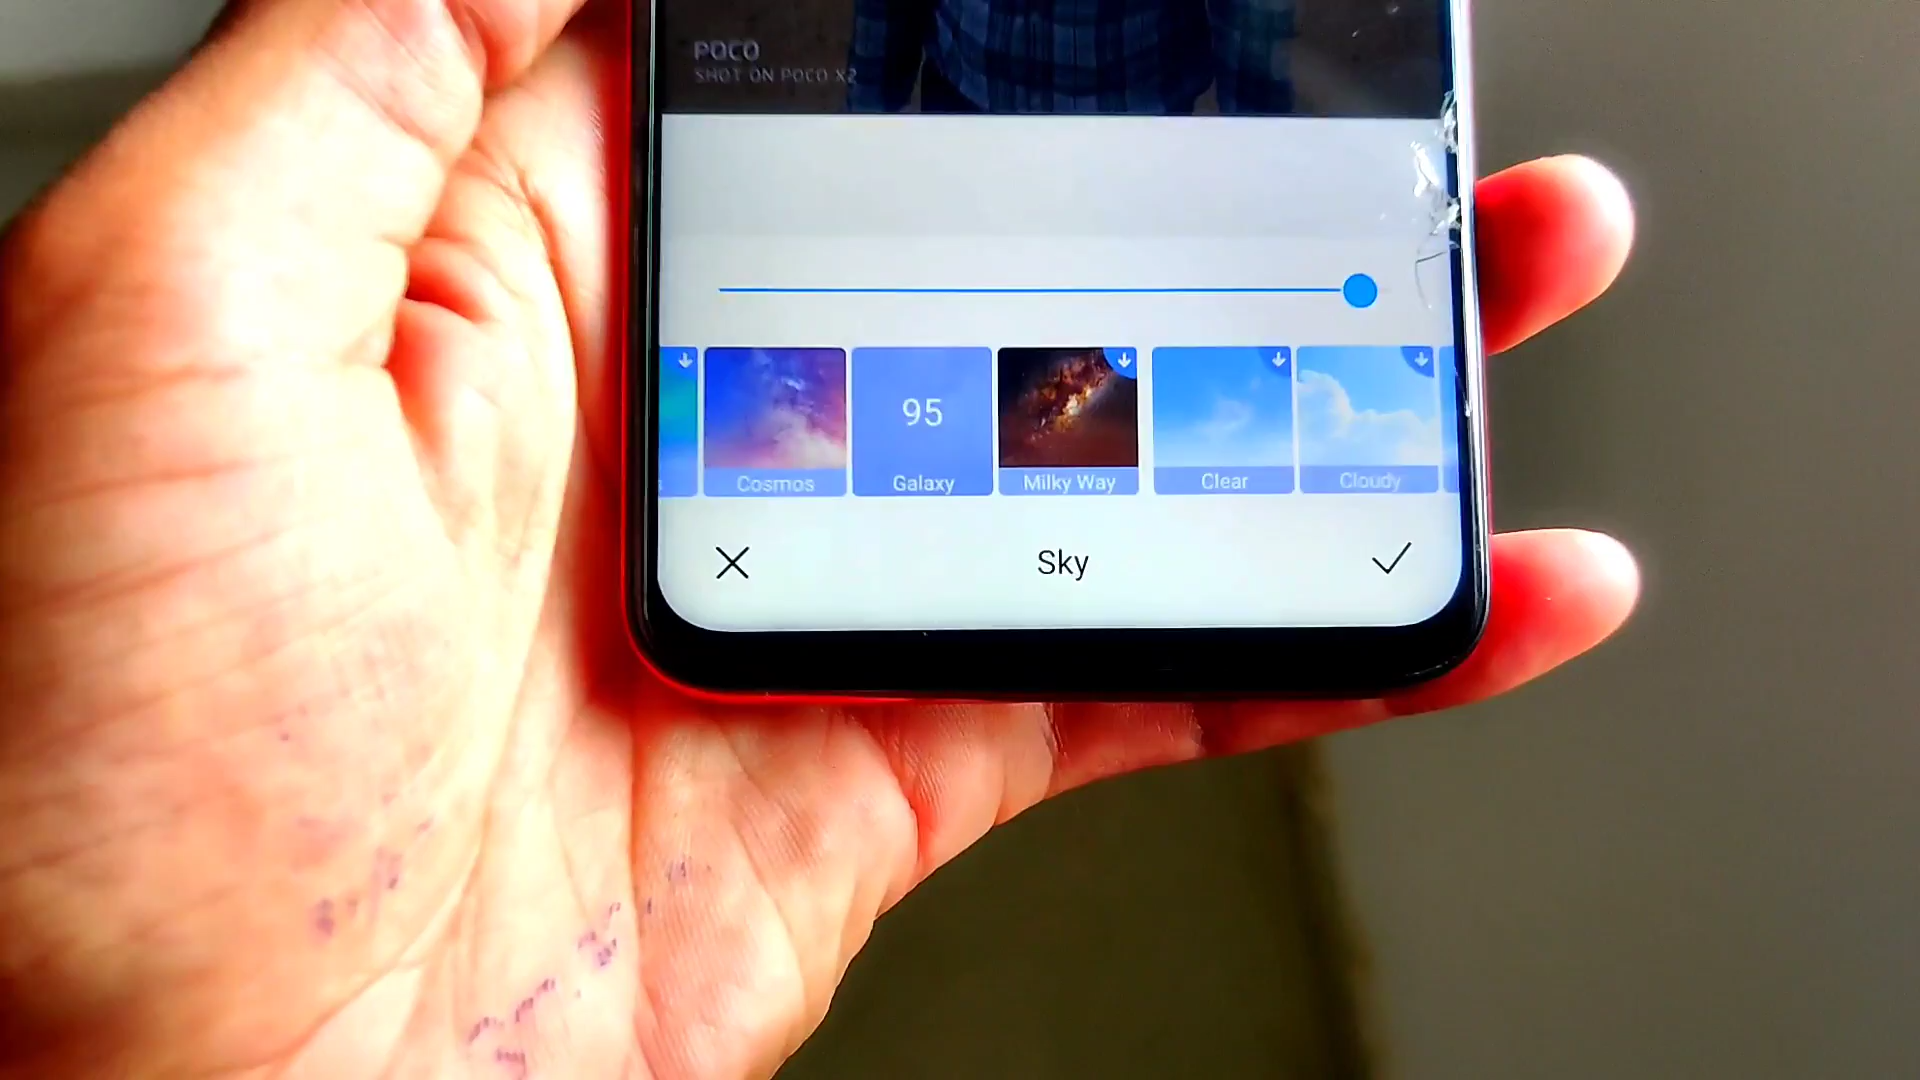 POCO
SHOT ON POCO X2
95
Cosmos
Galaxy
Milky Way
Clear
Cloudy
Sky